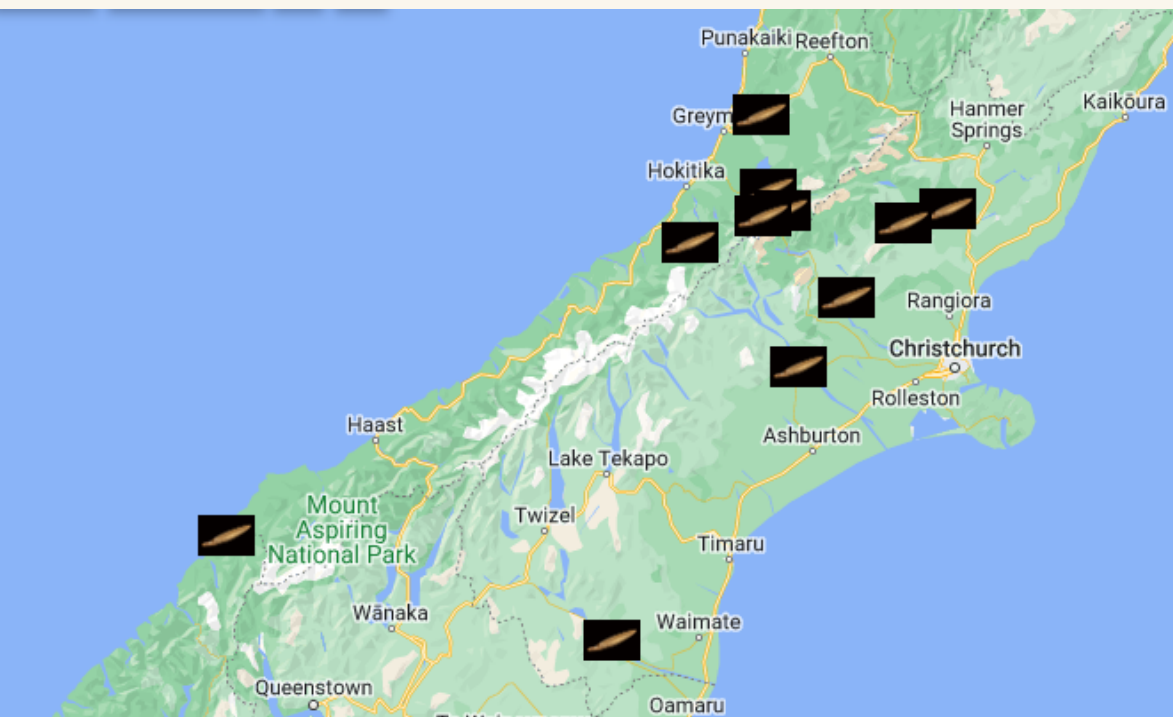 Punakaiki
Reefton
Greym
Hanmer
Springs
Kaikōura
Hokitika
Rangiora
Christchurch
Rolleston
Haast
Ashburton
Lake Tekapo
Mount
Aspiring
National Park
Twizel
Timaru
Wānaka
Waimate
Queenstown
Oamaru